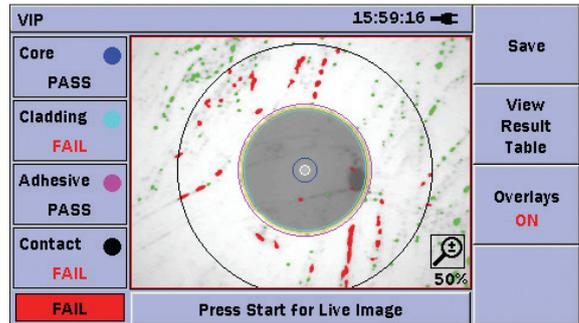 VIP
15:59:16
Core
PASS
Cladding
FAIL
Adhesive
PASS
Contact
FAIL
FAIL
50%
Press Start for Live Image
Save
View
Result
Table
Overlays
ON